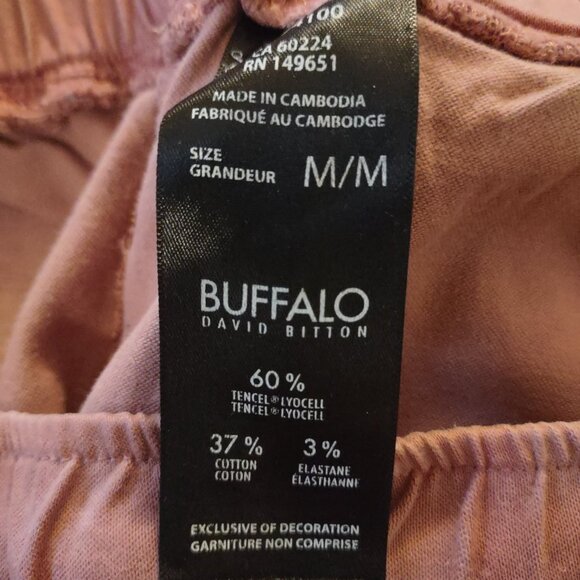 CA 60224
RN 149651
MADE IN CAMBODIA
FABRIQUÉ AU CAMBODGE
SIZE
GRANDEUR
M/M
BUFFALO
DAVID BITTON
60 %
TENCEL®LYOCELL
TENCEL®LYOCELL
37 %
COTTON
COTON
3 %
ELASTANE
ÉLASTHANNE
EXCLUSIVE OF DECORATION
GARNITURE NON COMPRISE